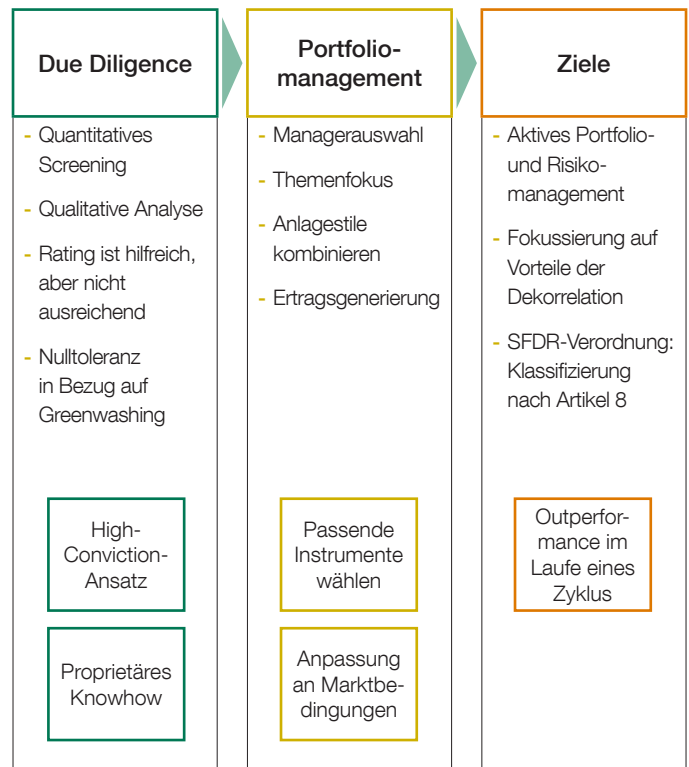 Due Diligence
- Quantitatives
Screening
- Qualitative Analyse
- Rating ist hilfreich,
aber nicht
ausreichend
- Nulltoleranz
in Bezug auf
Greenwashing
High-
Conviction-
Ansatz
Proprietäres
Knowhow
Portfolio-
management
- Managerauswahl
- Themenfokus
- Anlagestile
kombinieren
- Ertragsgenerierung
Passende
Instrumente
wählen
Anpassung
an Marktbe-
dingungen
Ziele
- Aktives Portfolio-
und Risiko-
management
- Fokussierung auf
Vorteile der
Dekorrelation
- SFDR-Verordnung:
Klassifizierung
nach Artikel 8
Outperfor-
mance im
Laufe eines
Zyklus